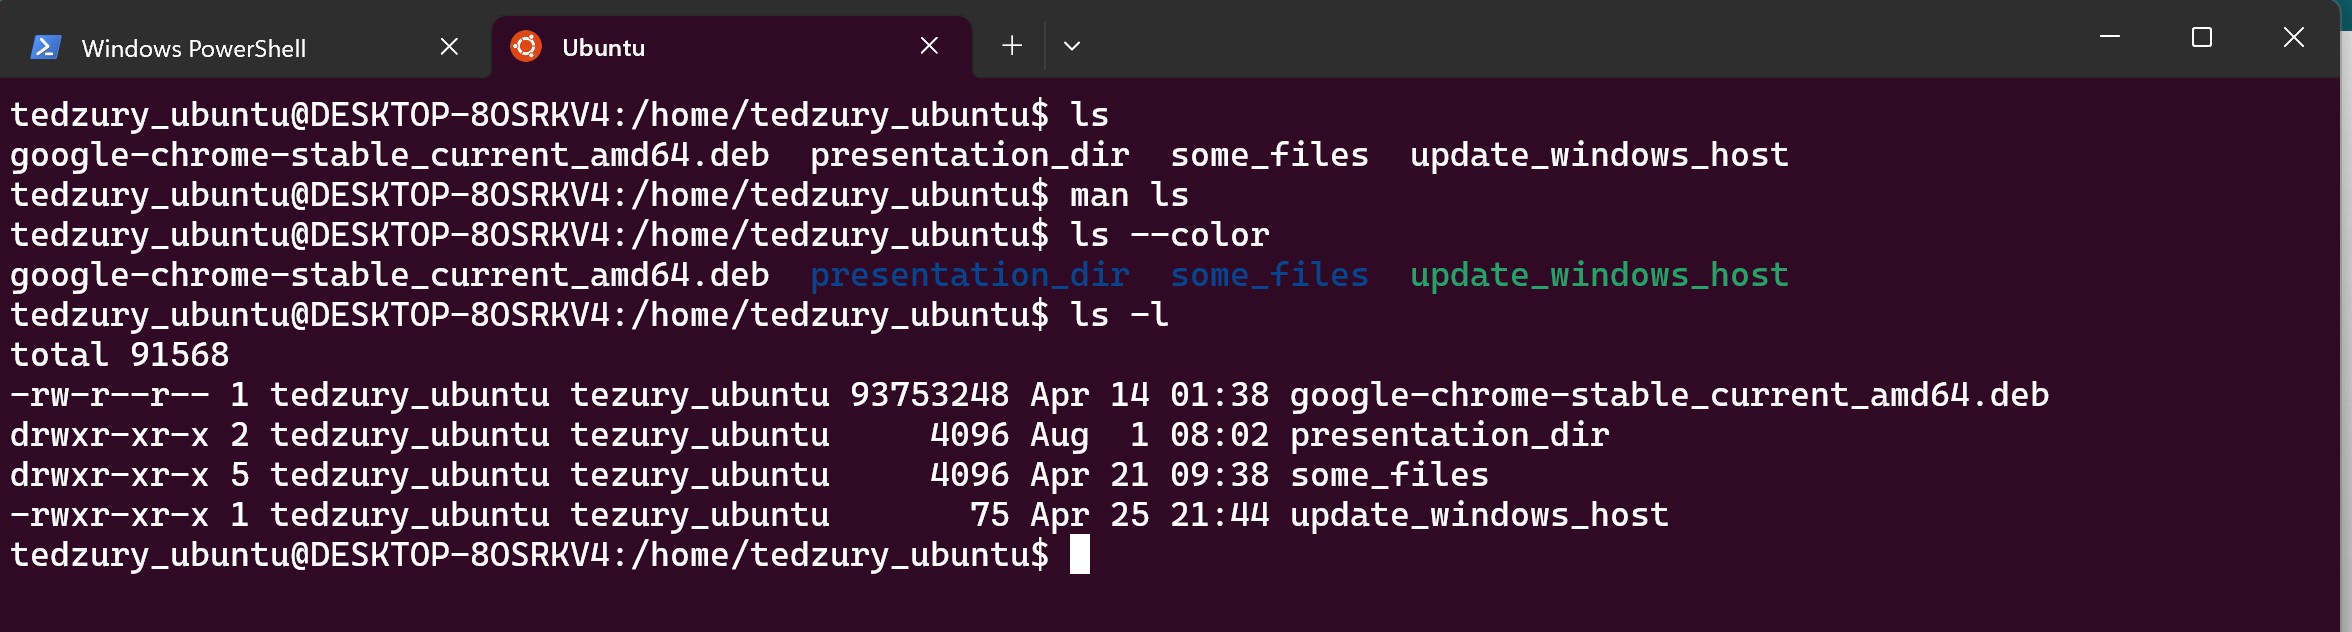 Windows PowerShell
Ubuntu
tedzury_ubuntu@DESKTOP-8OSRKV4:/home/tedzury_ubuntu$ ls
google-chrome-stable_current_amd64.deb  presentation_dir  some_files  update_windows_host
tedzury_ubuntu@DESKTOP-8OSRKV4:/home/tedzury_ubuntu$ man ls
tedzury_ubuntu@DESKTOP-8OSRKV4:/home/tedzury_ubuntu$ ls --color
google-chrome-stable_current_amd64.deb  presentation_dir  some_files  update_windows_host
tedzury_ubuntu@DESKTOP-8OSRKV4:/home/tedzury_ubuntu$ ls -l
total 91568
-rw-r--r-- 1 tedzury_ubuntu tezury_ubuntu 93753248 Apr 14 01:38 google-chrome-stable_current_amd64.deb
drwxr-xr-x 2 tedzury_ubuntu tezury_ubuntu     4096 Aug  1 08:02 presentation_dir
drwxr-xr-x 5 tedzury_ubuntu tezury_ubuntu     4096 Apr 21 09:38 some_files
-rwxr-xr-x 1 tedzury_ubuntu tezury_ubuntu       75 Apr 25 21:44 update_windows_host
tedzury_ubuntu@DESKTOP-8OSRKV4:/home/tedzury_ubuntu$